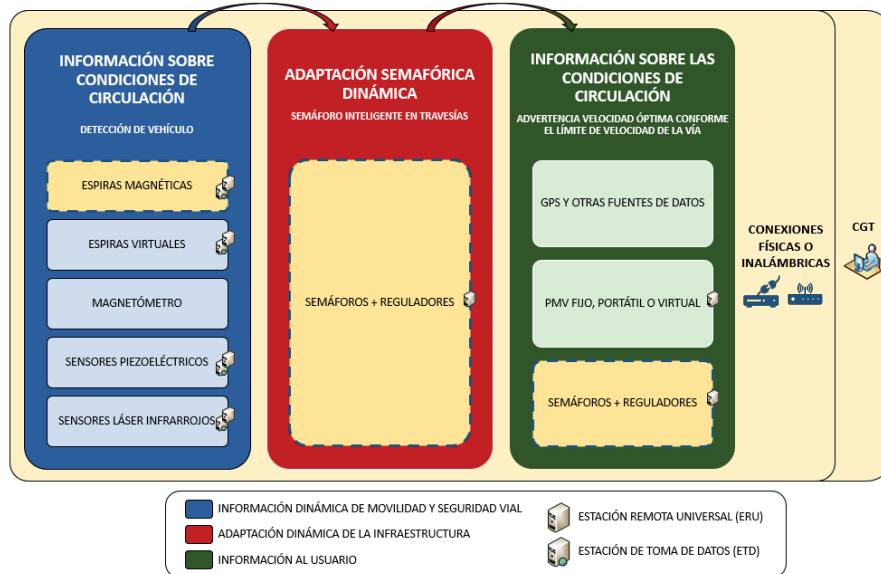 INFORMACIÓN SOBRE
CONDICIONES DE
CIRCULACIÓN
DETECCIÓN DE VEHÍCULO
ESPIRAS MAGNÉTICAS
ESPIRAS VIRTUALES
MAGNETÓMETRO
SENSORES PIEZOELÉCTRICOS
SENSORES LÁSER INFRARROJOS
ADAPTACIÓN SEMAFÓRICA
DINÁMICA
SEMÁFORO INTELIGENTE EN TRAVESÍAS
SEMÁFOROS + REGULADORES
INFORMACIÓN SOBRE LAS
CONDICIONES DE
CIRCULACIÓN
ADVERTENCIA VELOCIDAD ÓPTIMA CONFORME
EL LÍMITE DE VELOCIDAD DE LA VÍA
GPS Y OTRAS FUENTES DE DATOS
PMV FIJO, PORTÁTIL O VIRTUAL
SEMÁFOROS + REGULADORES
CONEXIONES
FÍSICAS O
INALÁMBRICAS
CGT
INFORMACIÓN DINÁMICA DE MOVILIDAD Y SEGURIDAD VIAL
ADAPTACIÓN DINÁMICA DE LA INFRAESTRUCTURA
INFORMACIÓN AL USUARIO
ESTACIÓN REMOTA UNIVERSAL (ERU)
ESTACIÓN DE TOMA DE DATOS (ETD)